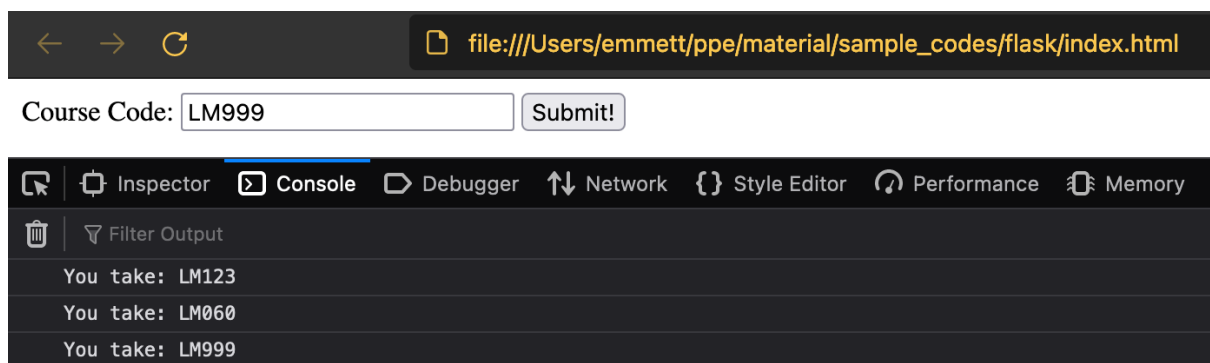 file:///Users/emmett/ppe/material/sample_codes/flask/index.html
Course Code: LM999 Submit!
Inspector Console Debugger Network {} Style Editor Performance Memory
Filter Output
You take: LM123
You take: LM060
You take: LM999